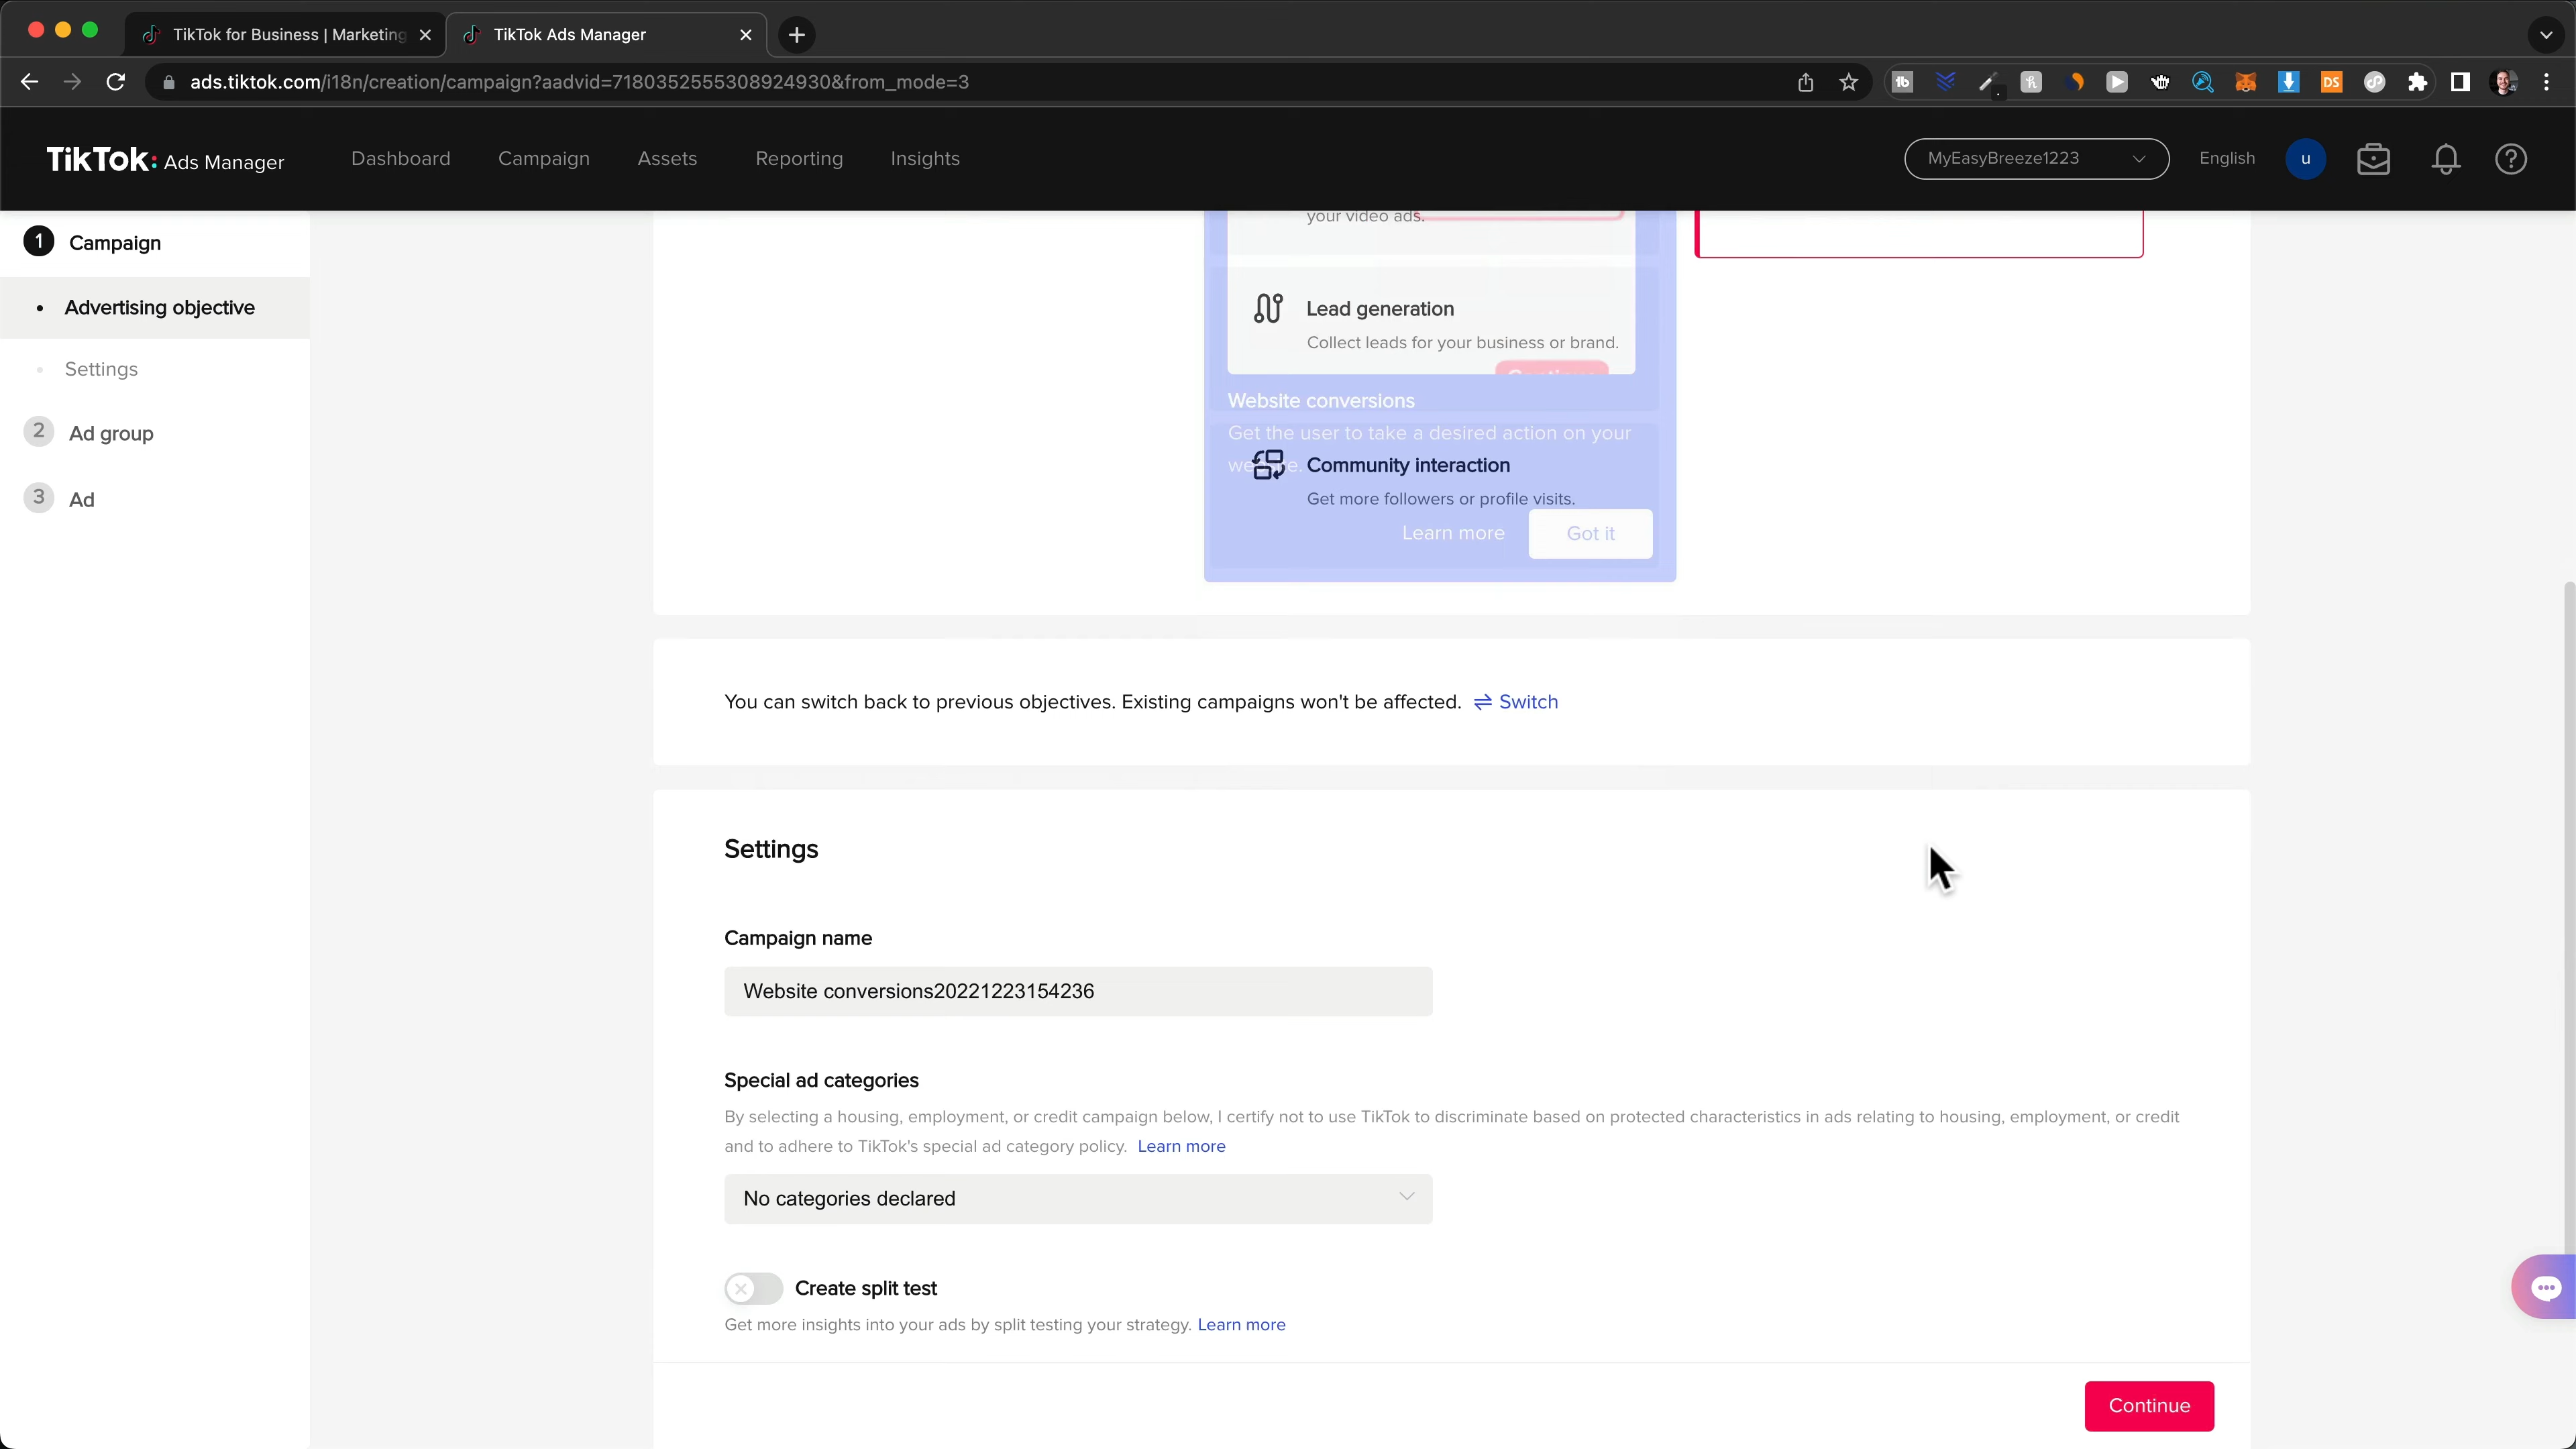 TikTok for Business | Marketing
TikTok Ads Manager
ads.tiktok.com/i18n/creation/campaign?aadvid=7180352555308924930&from_mode=3
tb
DS
TikTok: Ads Manager
Dashboard
Campaign
Assets
Reporting
Insights
MyEasyBreeze1223
English
u
1 Campaign
• Advertising objective
• Settings
2 Ad group
3 Ad
your video ads.
Lead generation
Collect leads for your business or brand.
Website conversions
Get the user to take a desired action on your
Community interaction
Get more followers or profile visits.
Learn more
Got it
You can switch back to previous objectives. Existing campaigns won't be affected. ⇌ Switch
Settings
Campaign name
Website conversions20221223154236
Special ad categories
By selecting a housing, employment, or credit campaign below, I certify not to use TikTok to discriminate based on protected characteristics in ads relating to housing, employment, or credit
and to adhere to TikTok's special ad category policy. Learn more
No categories declared
Create split test
Get more insights into your ads by split testing your strategy. Learn more
Continue